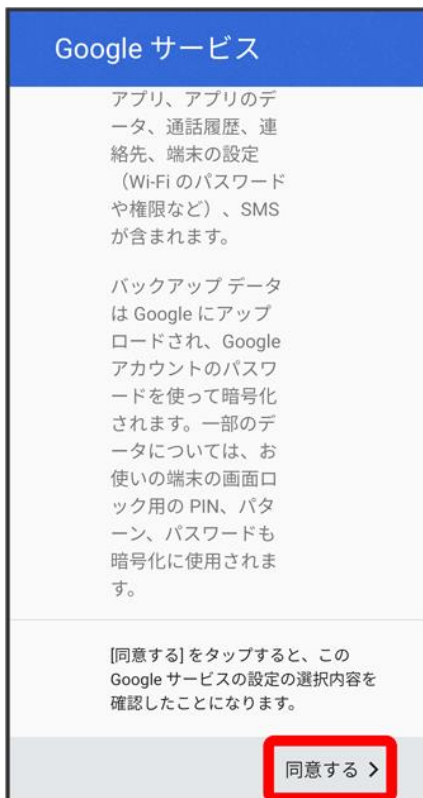 Google サービス
アプリ、アプリのデ
ータ、通話履歴、連
絡先、端末の設定
（Wi-Fi のパスワード
や権限など）、SMS
が含まれます。
バックアップ データ
は Google にアップ
ロードされ、Google
アカウントのパスワ
ードを使って暗号化
されます。一部のデ
ータについては、お
使いの端末の画面ロ
ック用の PIN、パタ
ーン、パスワードも
暗号化に使用されま
す。
[同意する] をタップすると、この
Google サービスの設定の選択内容を
確認したことになります。
同意する